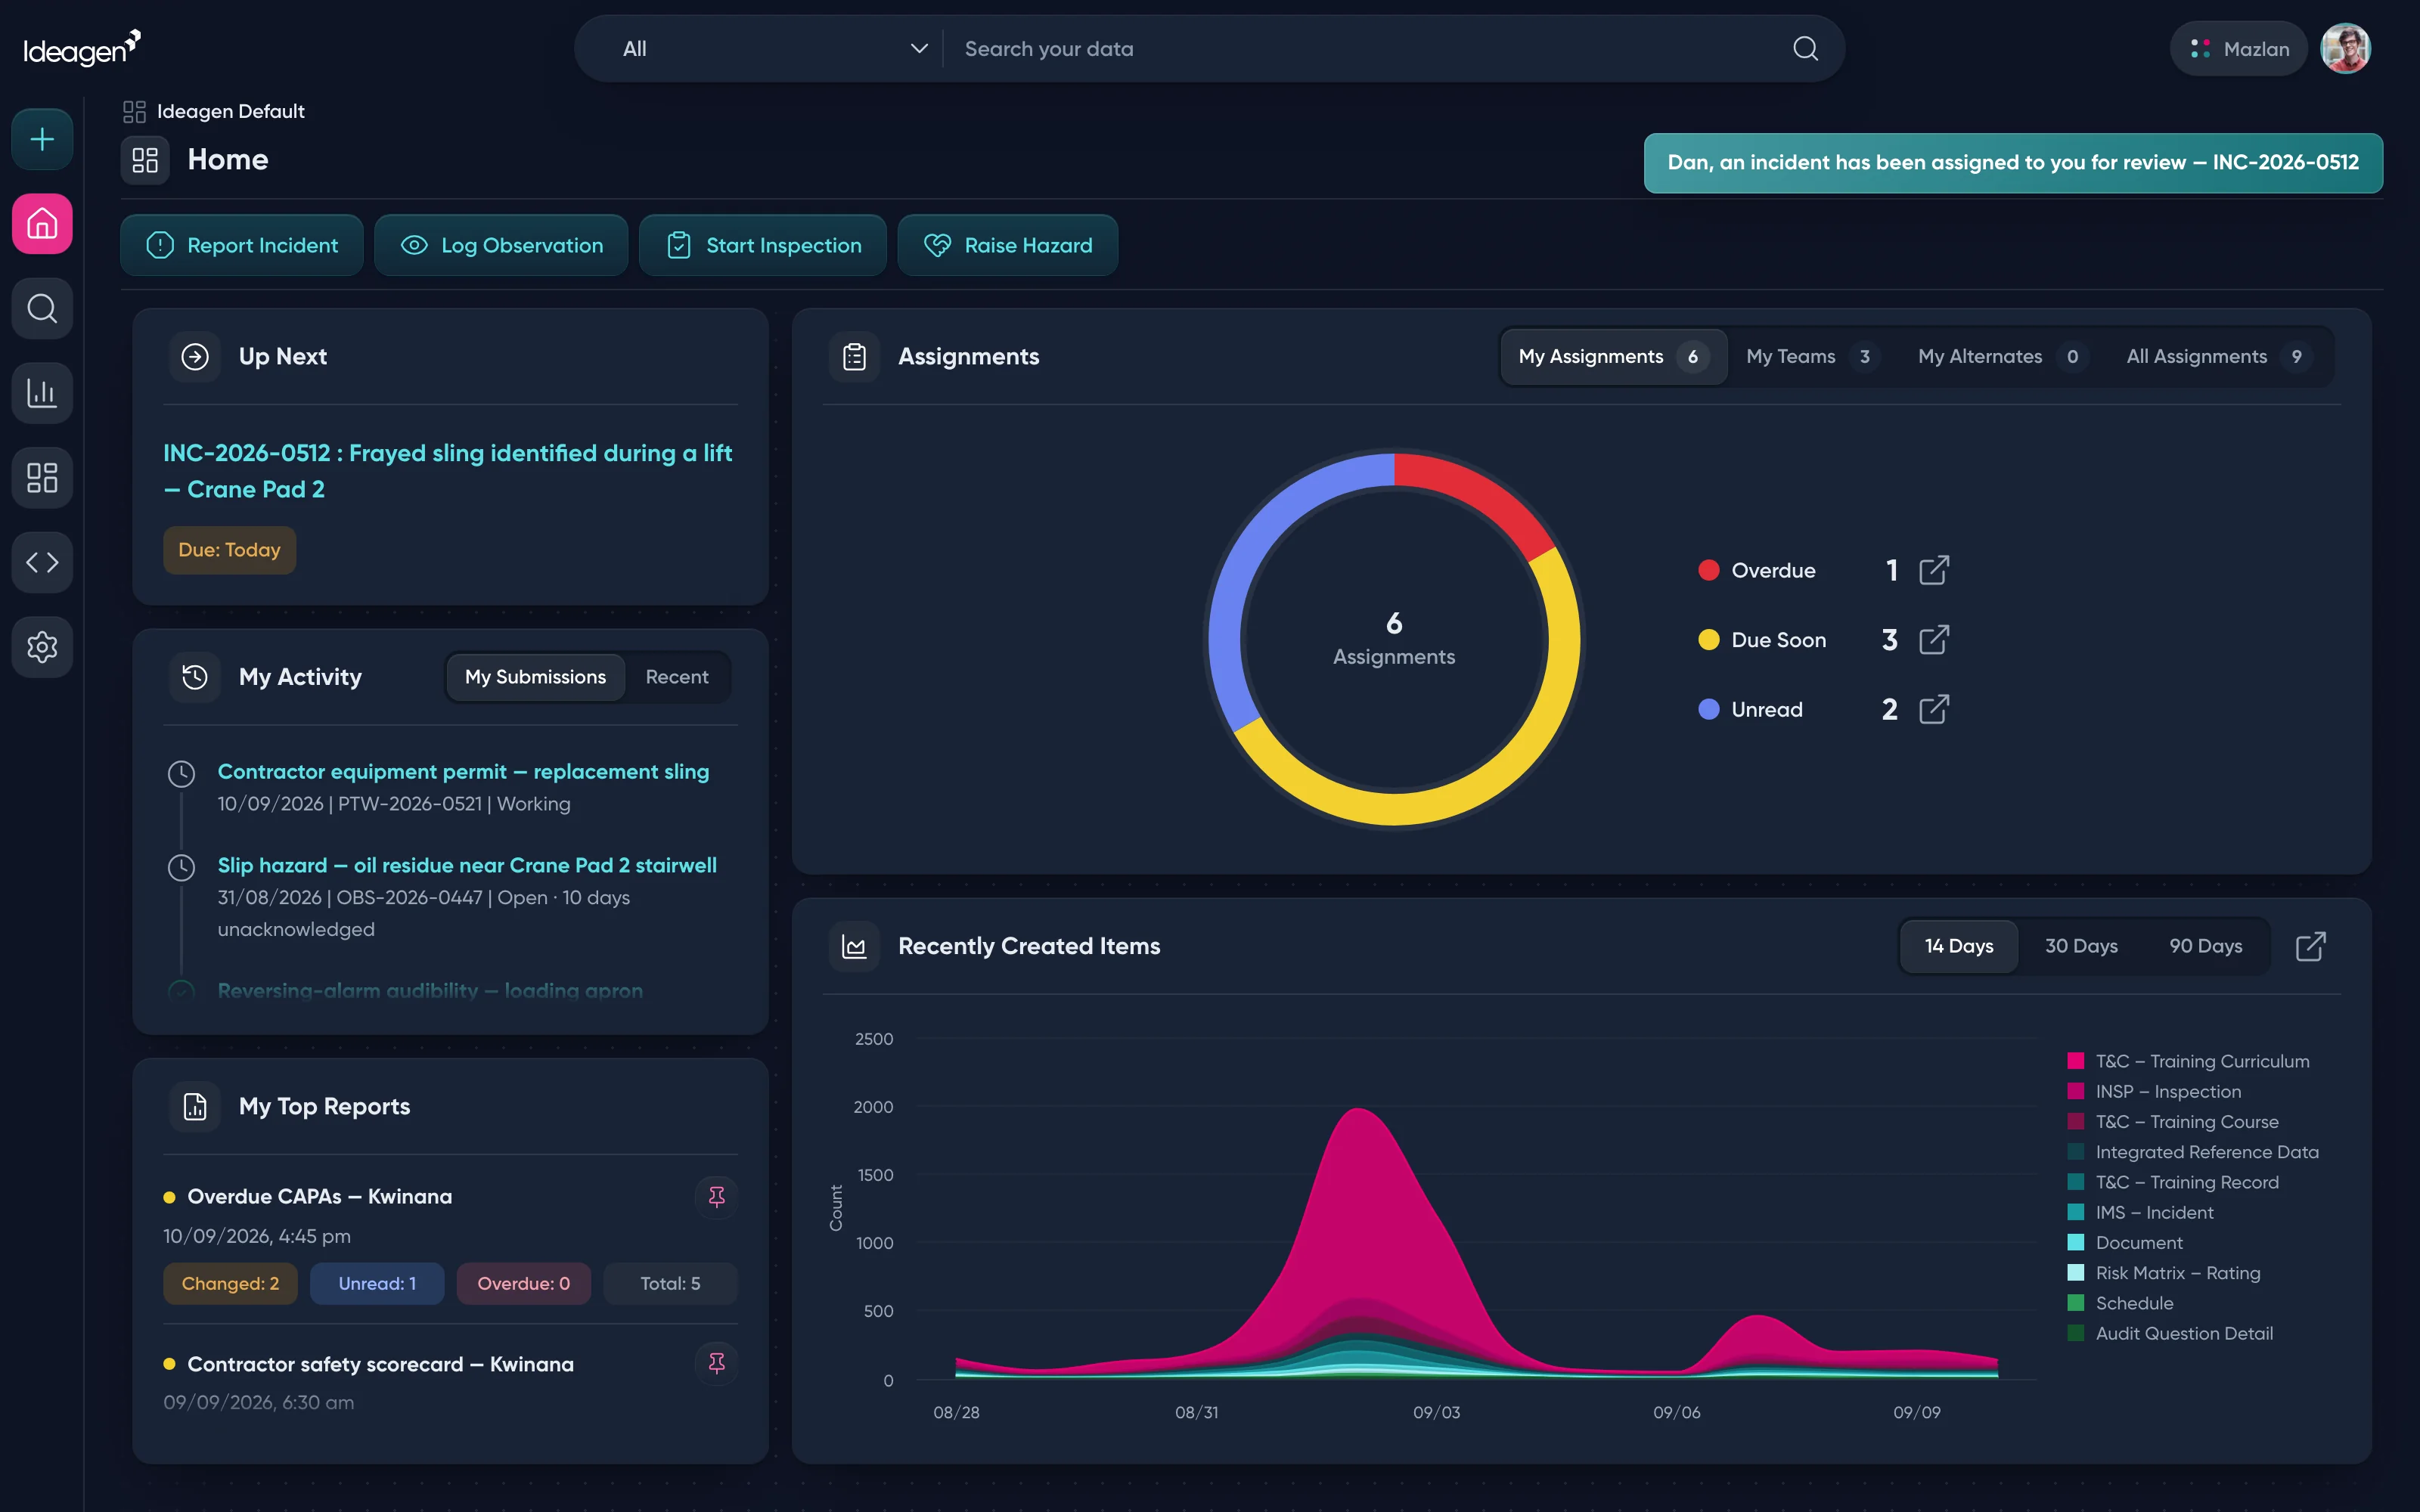 Ideagen
All
Search your data
Mazlan
Ideagen Default
Home
Dan, an incident has been assigned to you for review — INC-2026-0512
Report Incident
Log Observation
Start Inspection
Raise Hazard
Up Next
INC-2026-0512 : Frayed sling identified during a lift
— Crane Pad 2
Due: Today
My Activity
My Submissions
Recent
Contractor equipment permit — replacement sling
10/09/2026 | PTW-2026-0521 | Working
Slip hazard — oil residue near Crane Pad 2 stairwell
31/08/2026 | OBS-2026-0447 | Open · 10 days
unacknowledged
Reversing-alarm audibility — loading apron
My Top Reports
Overdue CAPAs — Kwinana
10/09/2026, 4:45 pm
Changed: 2
Unread: 1
Overdue: 0
Total: 5
Contractor safety scorecard — Kwinana
09/09/2026, 6:30 am
Assignments
My Assignments 6
My Teams 3
My Alternates 0
All Assignments 9
6
Assignments
Overdue 1
Due Soon 3
Unread 2
Recently Created Items
14 Days
30 Days
90 Days
Count
2500
2000
1500
1000
500
0
08/28
08/31
09/03
09/06
09/09
T&C – Training Curriculum
INSP – Inspection
T&C – Training Course
Integrated Reference Data
T&C – Training Record
IMS – Incident
Document
Risk Matrix – Rating
Schedule
Audit Question Detail